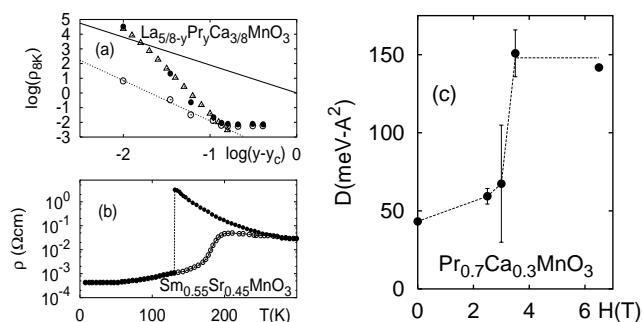 5
4
3
2
1
0
-1
-2
-3
log(ρ8K)
(a)
La5/8-yPryCa3/8MnO3
-2
-1
0
log(y-yc)
10^0
10^-1
10^-2
10^-3
10^-4
ρ (Ωcm)
(b)
Sm0.55Sr0.45MnO3
0
100
200
T(K)
150
100
50
0
D(meV-A^2)
(c)
Pr0.7Ca0.3MnO3
0
2
4
6
H(T)